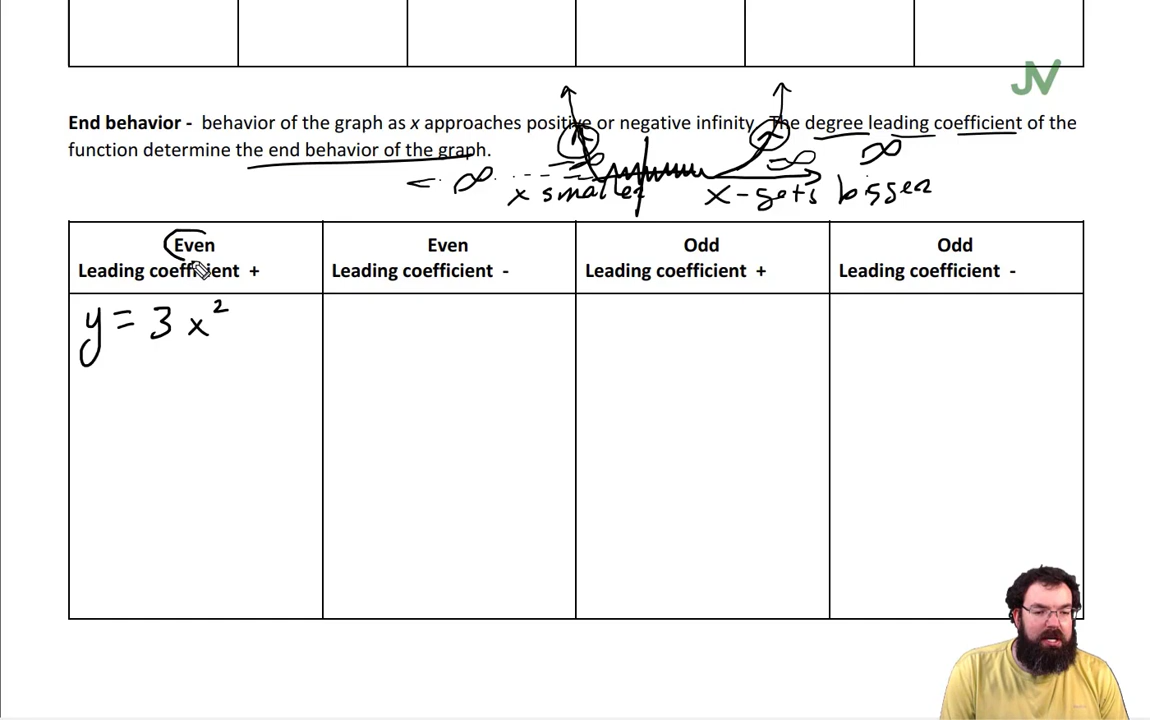 JV
End behavior - behavior of the graph as x approaches positive or negative infinity. The degree leading coefficient of the
function determine the end behavior of the graph.
← ∞ -∞ ∞ ∞
x smaller x-gets bigger
Even Even Odd Odd
Leading coefficient + Leading coefficient - Leading coefficient + Leading coefficient -
y = 3x²